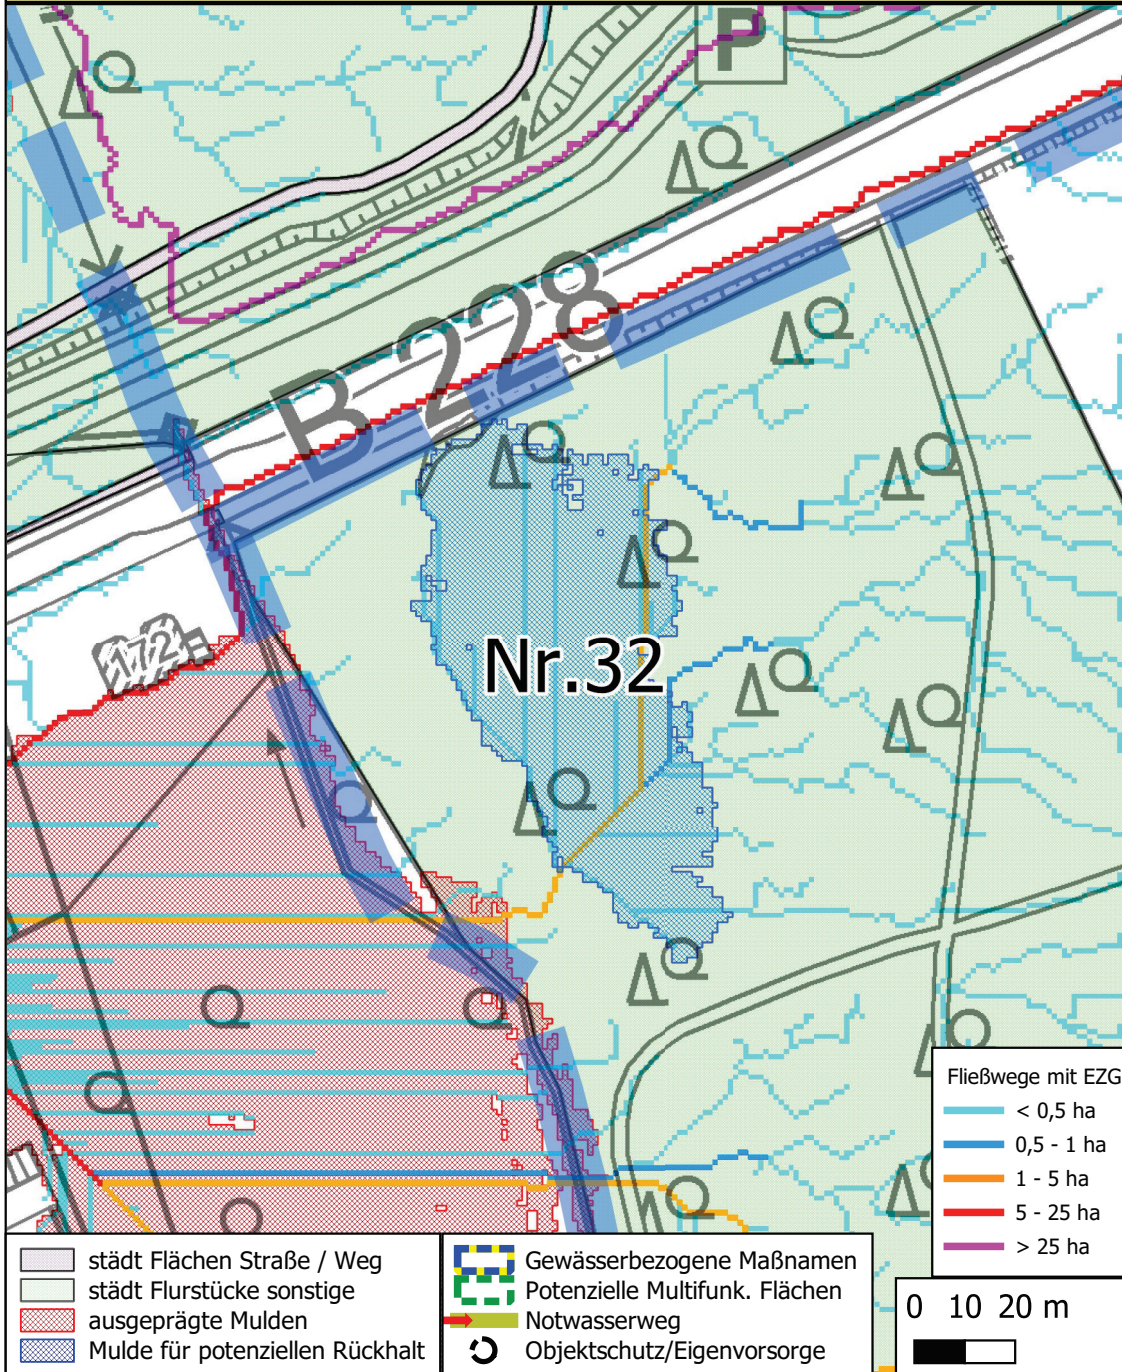 P
B 228
172
Nr.32
Fließwege mit EZG
< 0,5 ha
0,5 - 1 ha
1 - 5 ha
5 - 25 ha
> 25 ha
städt Flächen Straße / Weg
städt Flurstücke sonstige
ausgeprägte Mulden
Mulde für potenziellen Rückhalt
Gewässerbezogene Maßnamen
Potenzielle Multifunk. Flächen
Notwasserweg
Objektschutz/Eigenvorsorge
0 10 20 m